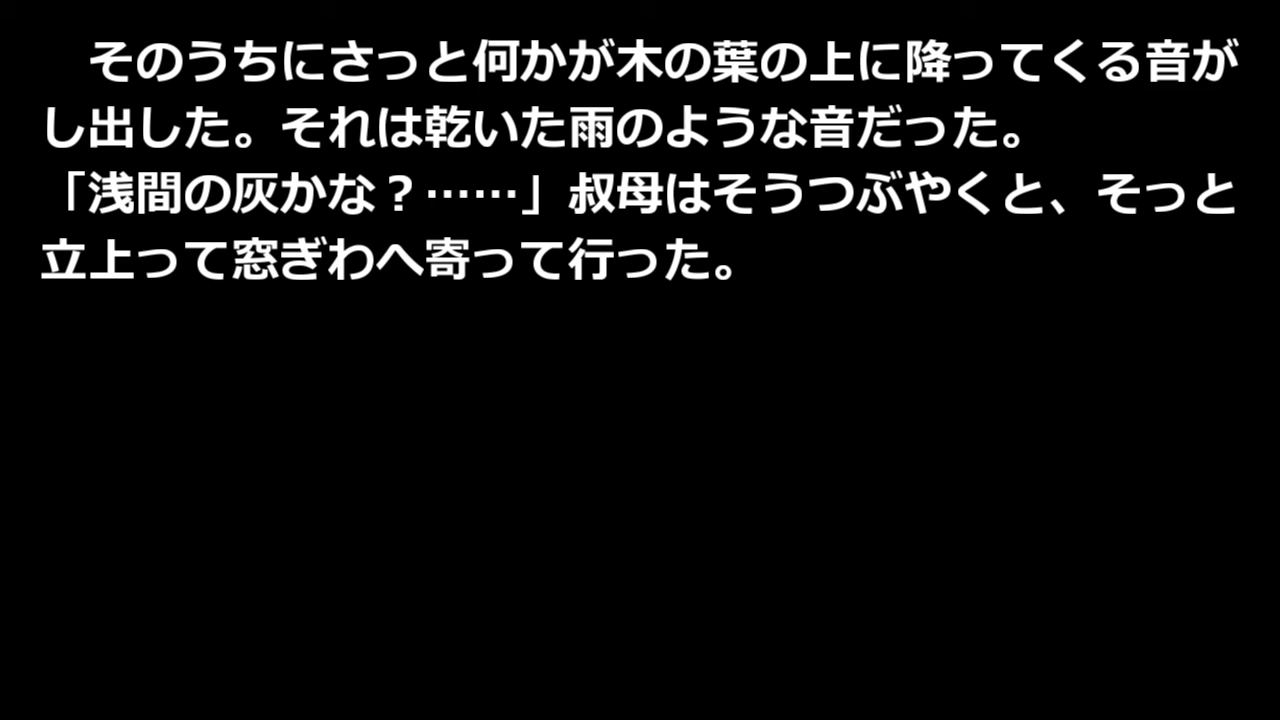 そのうちにさっと何かが木の葉の上に降ってくる音が
し出した。それは乾いた雨のような音だった。
「浅間の灰かな？……」叔母はそうつぶやくと、そっと
立上って窓ぎわへ寄って行った。